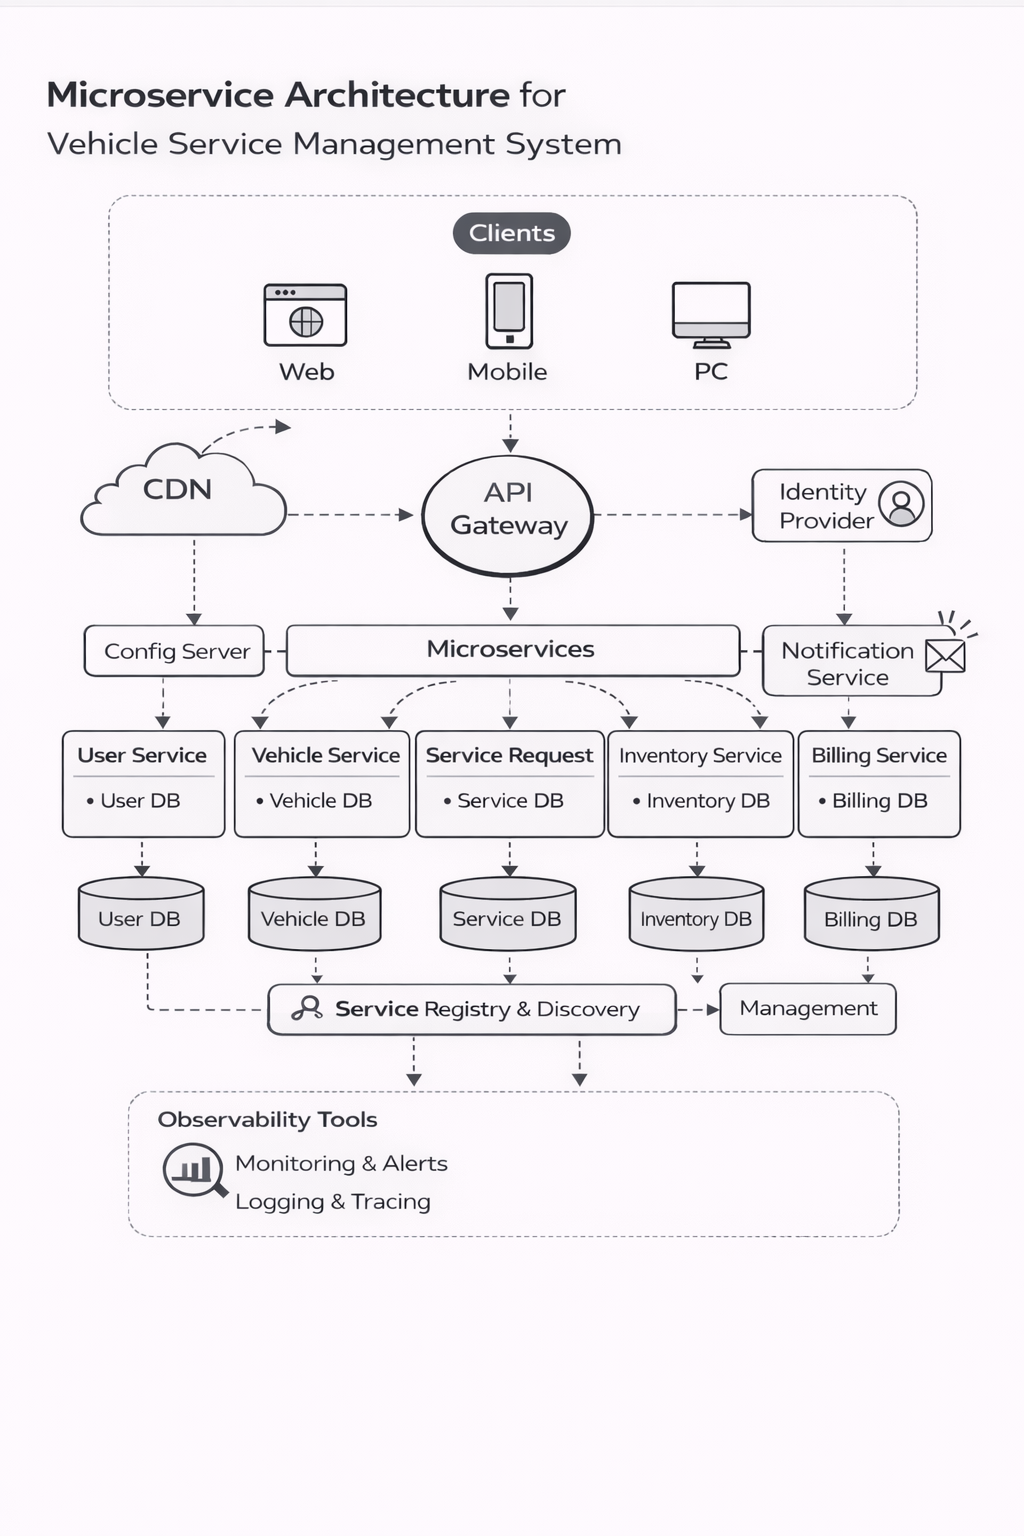 Microservice Architecture for
Vehicle Service Management System
Clients
Web
Mobile
PC
CDN
API
Gateway
Identity
Provider
Config Server
Microservices
Notification
Service
User Service
• User DB
Vehicle Service
• Vehicle DB
Service Request
• Service DB
Inventory Service
• Inventory DB
Billing Service
• Billing DB
User DB
Vehicle DB
Service DB
Inventory DB
Billing DB
Service Registry & Discovery
Management
Observability Tools
Monitoring & Alerts
Logging & Tracing